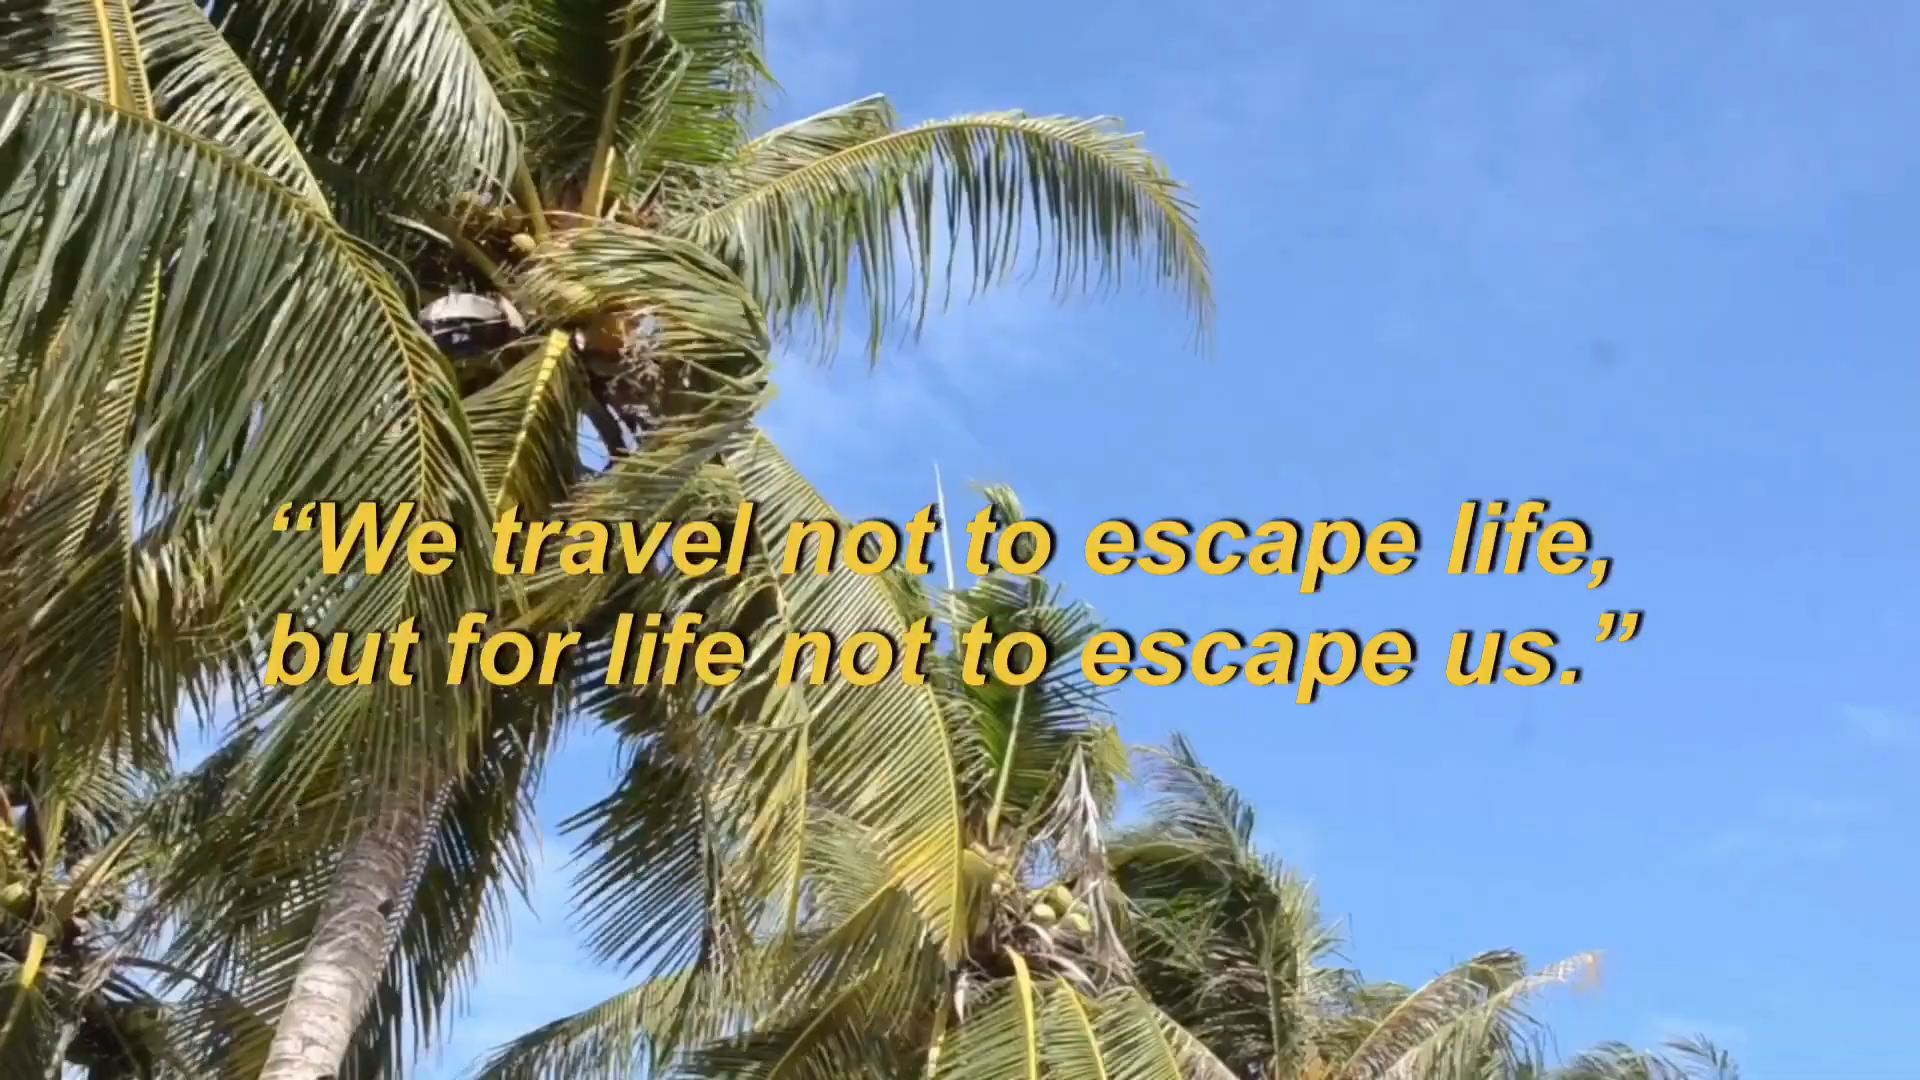 “We travel not to escape life,
but for life not to escape us.”